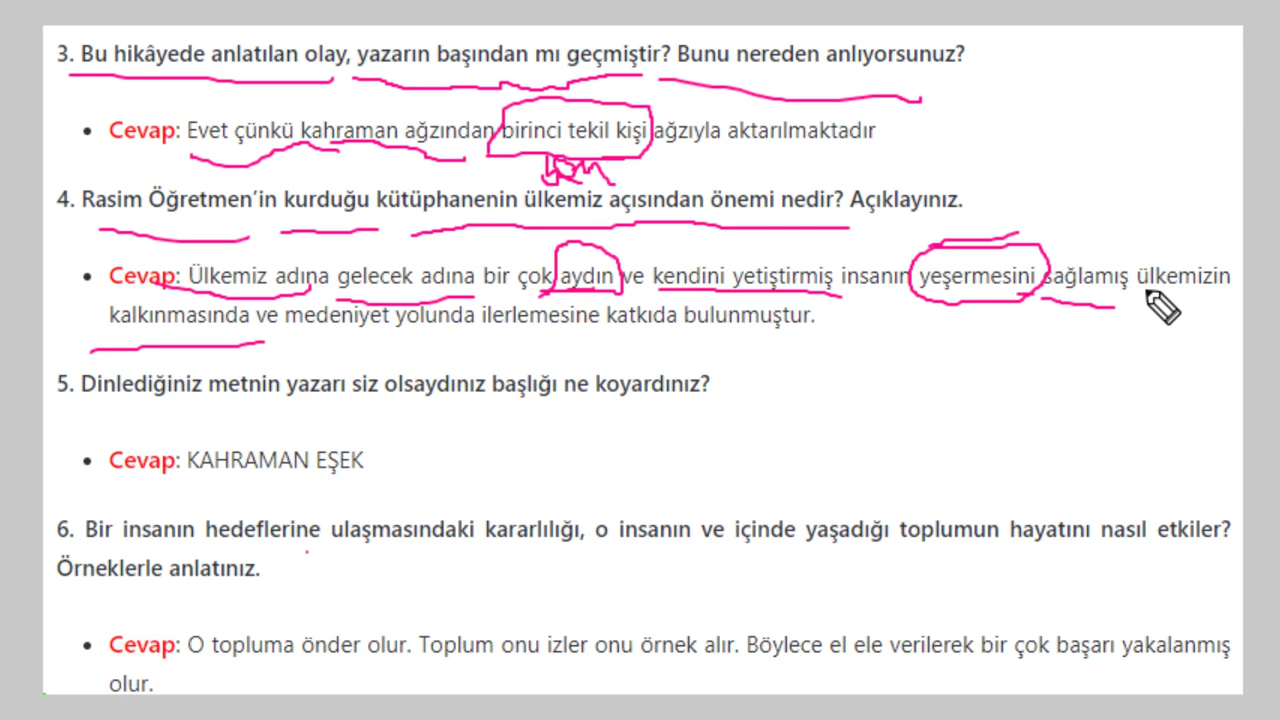 3. Bu hikâyede anlatılan olay, yazarın başından mı geçmiştir? Bunu nereden anlıyorsunuz?
• Cevap: Evet çünkü kahraman ağzından birinci tekil kişi ağzıyla aktarılmaktadır
4. Rasim Öğretmen’in kurduğu kütüphanenin ülkemiz açısından önemi nedir? Açıklayınız.
• Cevap: Ülkemiz adına gelecek adına bir çok aydın ve kendini yetiştirmiş insanın yeşermesini sağlamış ülkemizin
kalkınmasında ve medeniyet yolunda ilerlemesine katkıda bulunmuştur.
5. Dinlediğiniz metnin yazarı siz olsaydınız başlığı ne koyardınız?
• Cevap: KAHRAMAN EŞEK
6. Bir insanın hedeflerine ulaşmasındaki kararlılığı, o insanın ve içinde yaşadığı toplumun hayatını nasıl etkiler?
Örneklerle anlatınız.
• Cevap: O topluma önder olur. Toplum onu izler onu örnek alır. Böylece el ele verilerek bir çok başarı yakalanmış
olur.